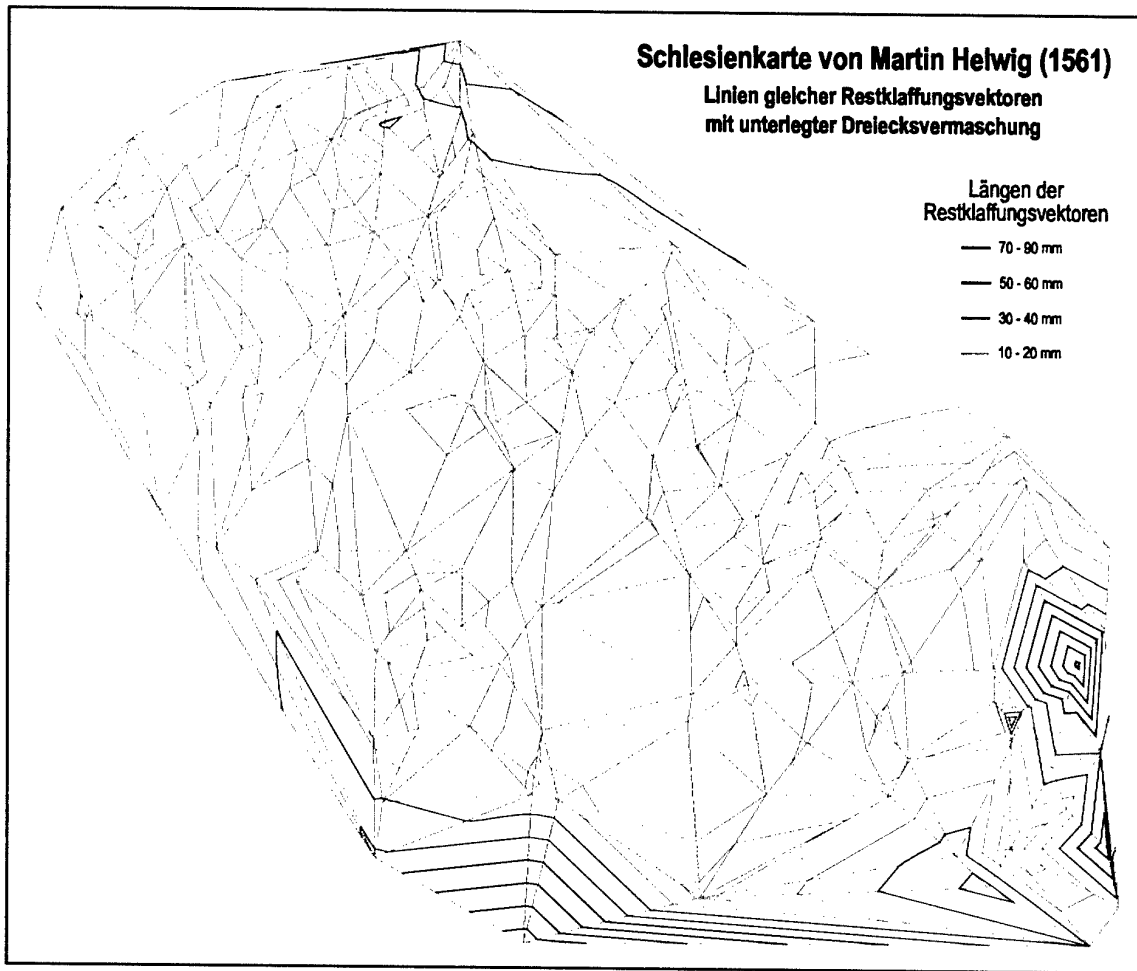 Schlesienkarte von Martin Helwig (1561)
Linien gleicher Restklaffungsvektoren
mit unterlegter Dreiecksvermaschung
Längen der
Restklaffungsvektoren
70 - 90 mm
50 - 60 mm
30 - 40 mm
10 - 20 mm